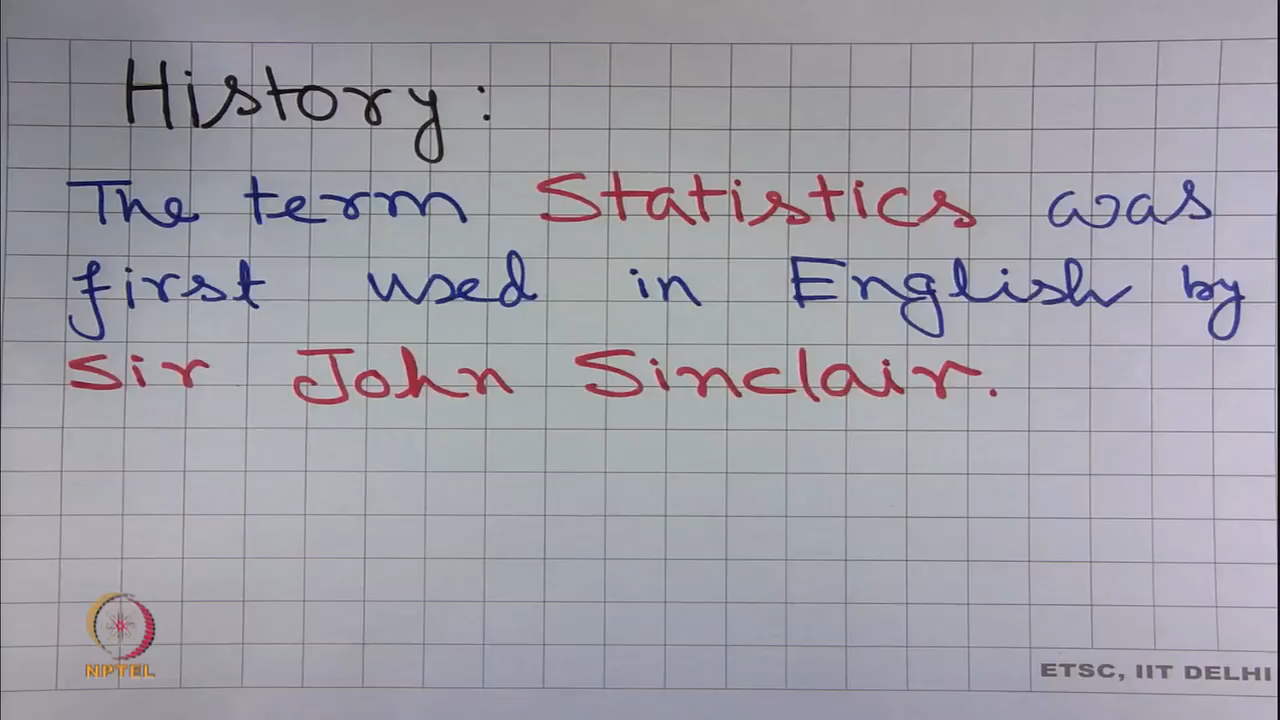 History:
The term Statistics was
first used in English by
Sir John Sinclair.
NPTEL
ETSC, IIT DELHI